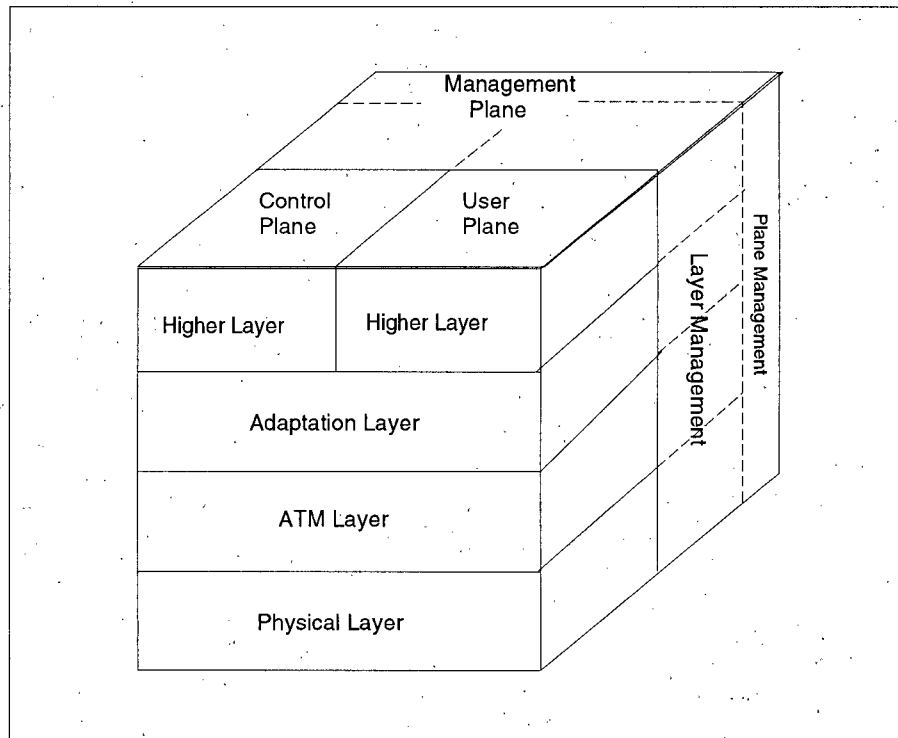 Management
Plane
Control
Plane
User
Plane
Higher Layer
Higher Layer
Adaptation Layer
ATM Layer
Physical Layer
Layer Management
Plane Management